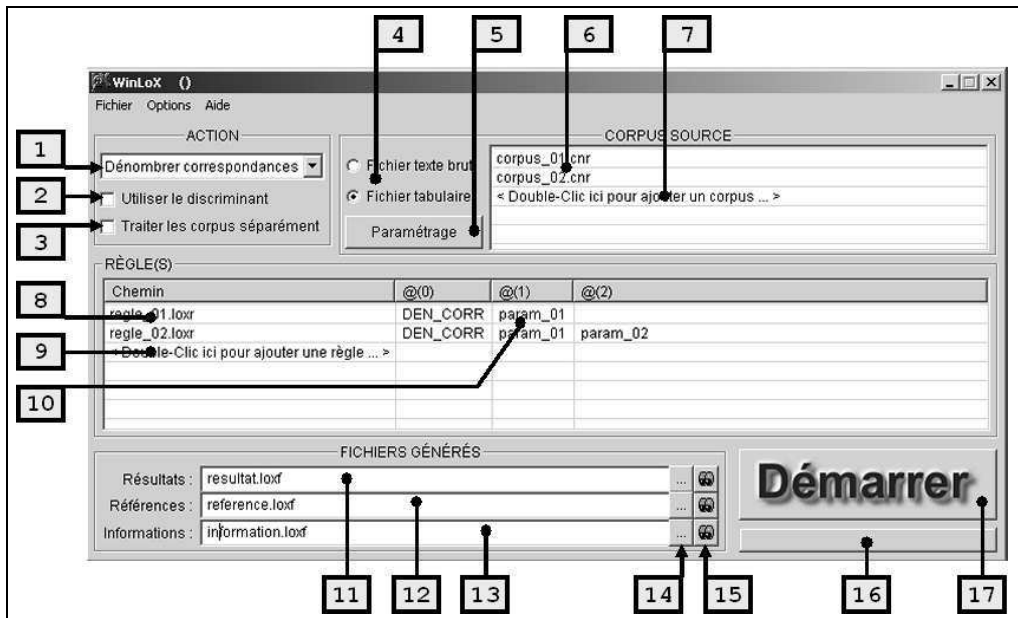 4 5 6 7
WinLoX ()
Fichier Options Aide
ACTION
CORPUS SOURCE
1
Dénombrer correspondances
Fichier texte brut
corpus_01.cnr
corpus_02.cnr
2
Utiliser le discriminant
Fichier tabulaire
< Double-Clic ici pour ajouter un corpus ... >
3
Traiter les corpus séparément
Paramétrage
RÈGLE(S)
Chemin @(0) @(1) @(2)
8
regle_01.loxr DEN_CORR param_01
regle_02.loxr DEN_CORR param_01 param_02
9
< Double-Clic ici pour ajouter une règle ... >
10
FICHIERS GÉNÉRÉS
Résultats : resultat.loxf ...
Références : reference.loxf ...
Informations : information.loxf ...
Démarrer
11 12 13 14 15 16 17